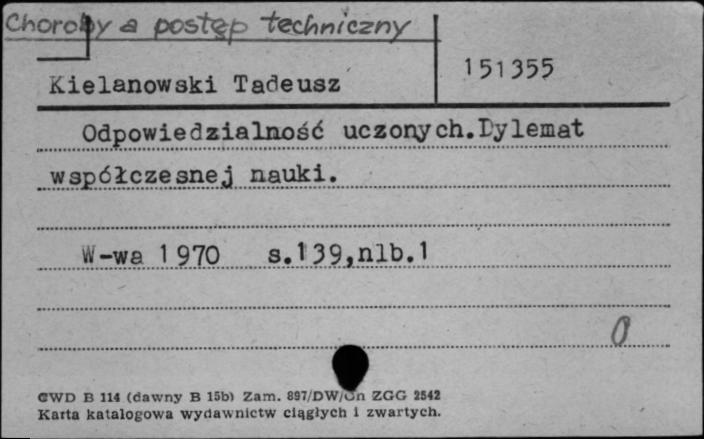 Choroby a postęp techniczny
Kielanowski Tadeusz
151355
Odpowiedzialność uczonych.Dylemat
współczesnej nauki.
W-wa 1970 s.139,nlb.1
0
CWD B 114 (dawny B 15b) Zam. 897/DW/Gn ZGG 2542
Karta katalogowa wydawnictw ciągłych i zwartych.